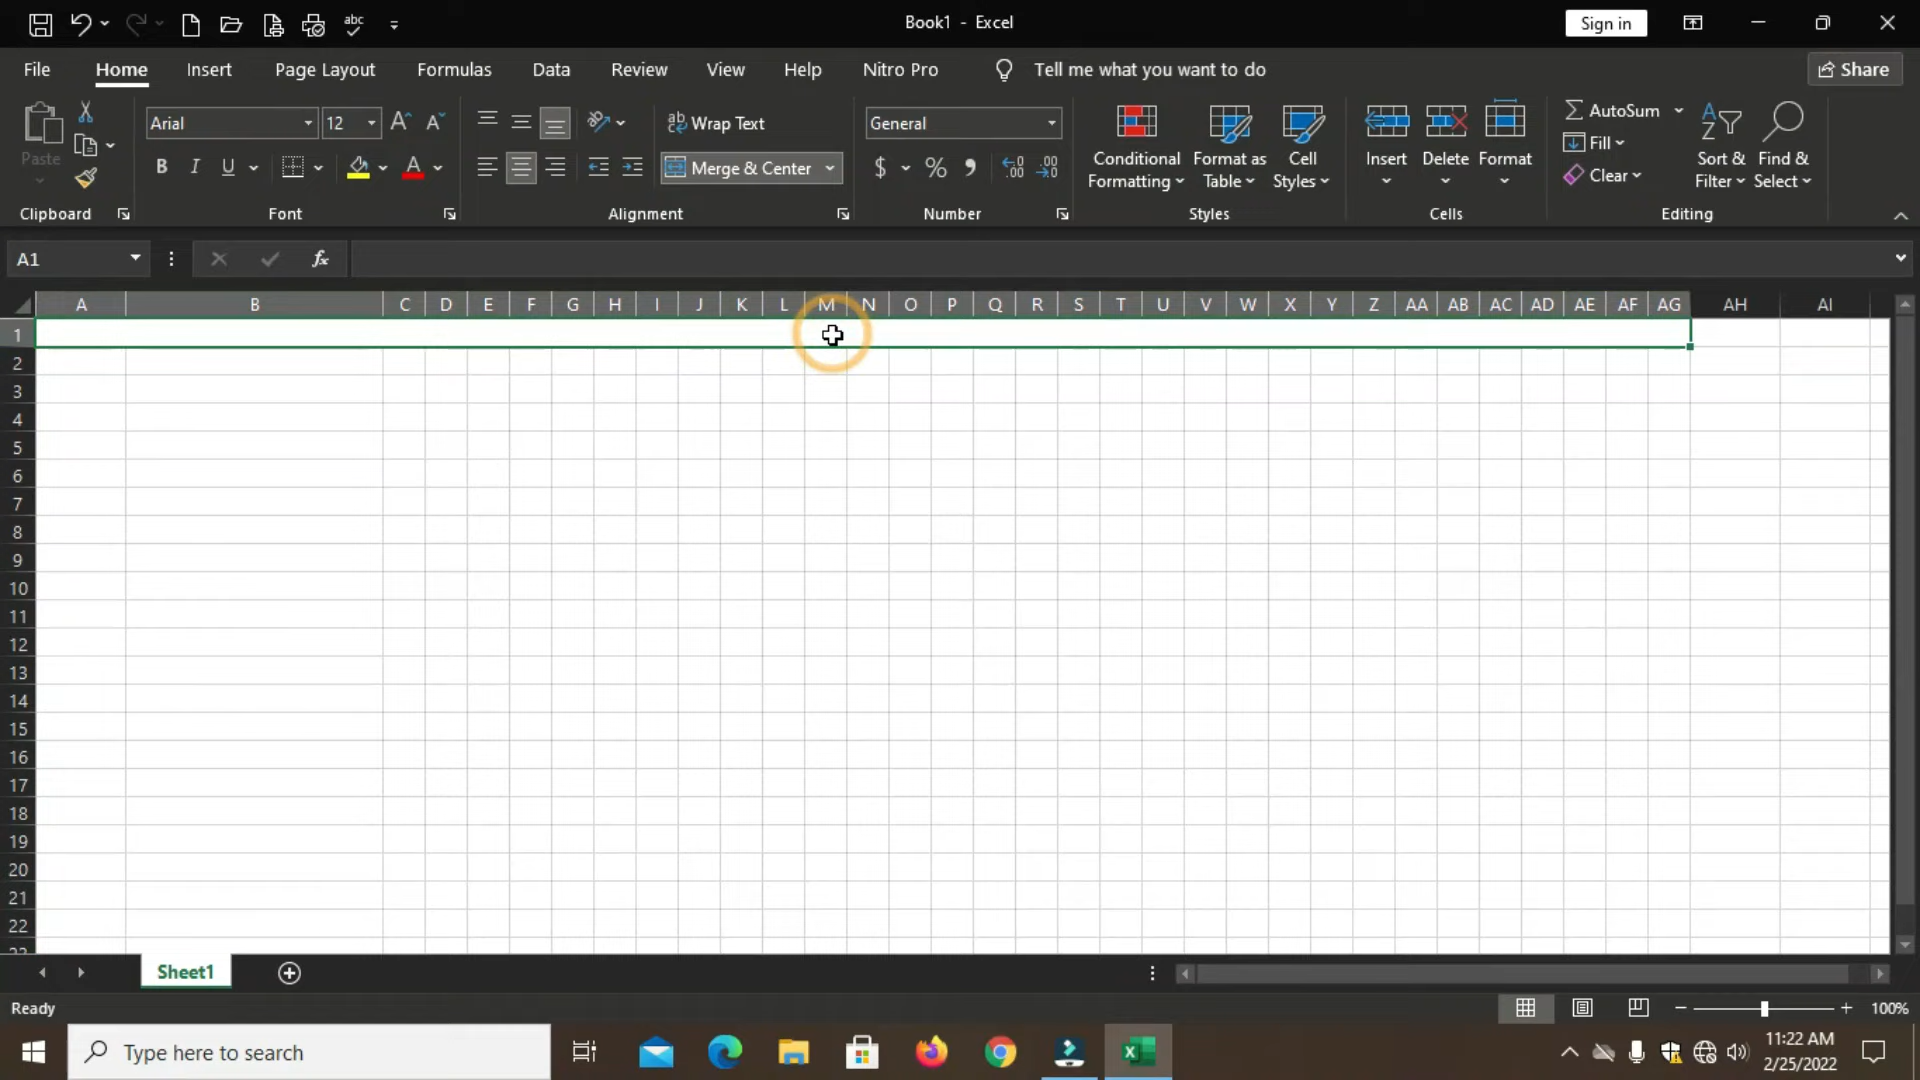 abc
Book1 - Excel
Sign in
File Home Insert Page Layout Formulas Data Review View Help Nitro Pro Tell me what you want to do Share
Arial 12 A A ab Wrap Text General AutoSum
Paste Fill
B I U A Merge & Center $ % , Conditional Formatting Format as Table Cell Styles Insert Delete Format Clear Sort & Filter Find & Select
Clipboard Font Alignment Number Styles Cells Editing
A1 fx
A B C D E F G H I J K L M N O P Q R S T U V W X Y Z AA AB AC AD AE AF AG AH AI
1
2
3
4
5
6
7
8
9
10
11
12
13
14
15
16
17
18
19
20
21
22
23
Sheet1
Ready 100%
Type here to search
11:22 AM
2/25/2022